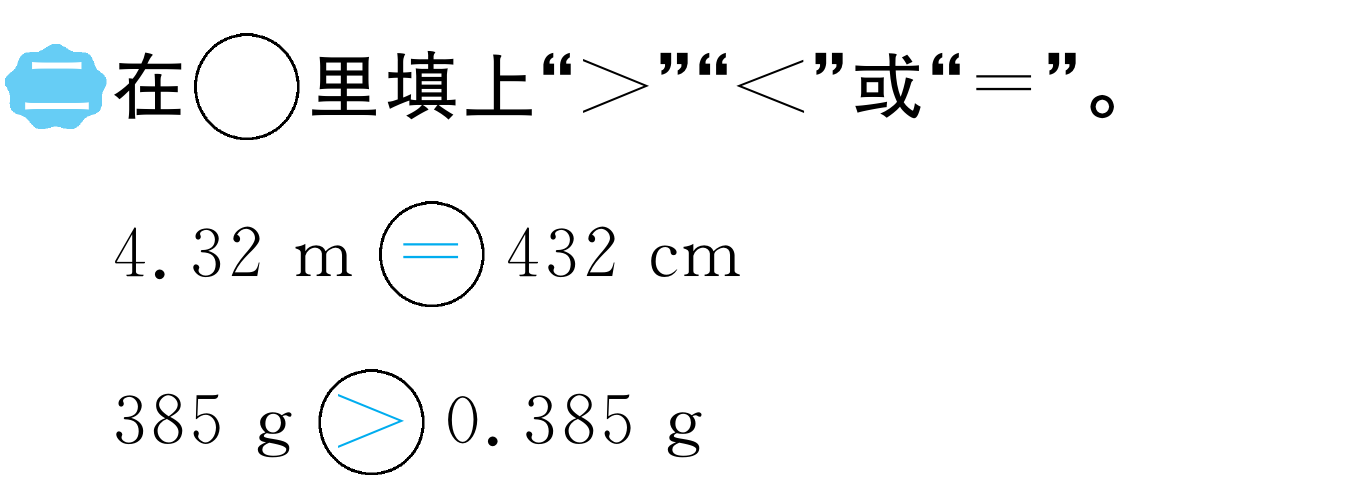 二 在○里填上“>”“<”或“=”。
4.32 m = 432 cm
385 g > 0.385 g